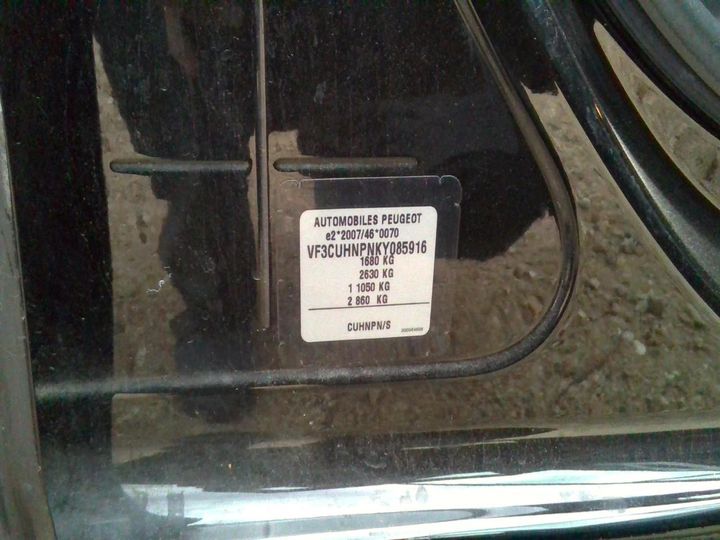 AUTOMOBILES PEUGEOT
e2*2007/46*0070
VF3CUHNPNKY085916
1680 KG
2630 KG
1 1050 KG
2 860 KG
CUHNPN/S